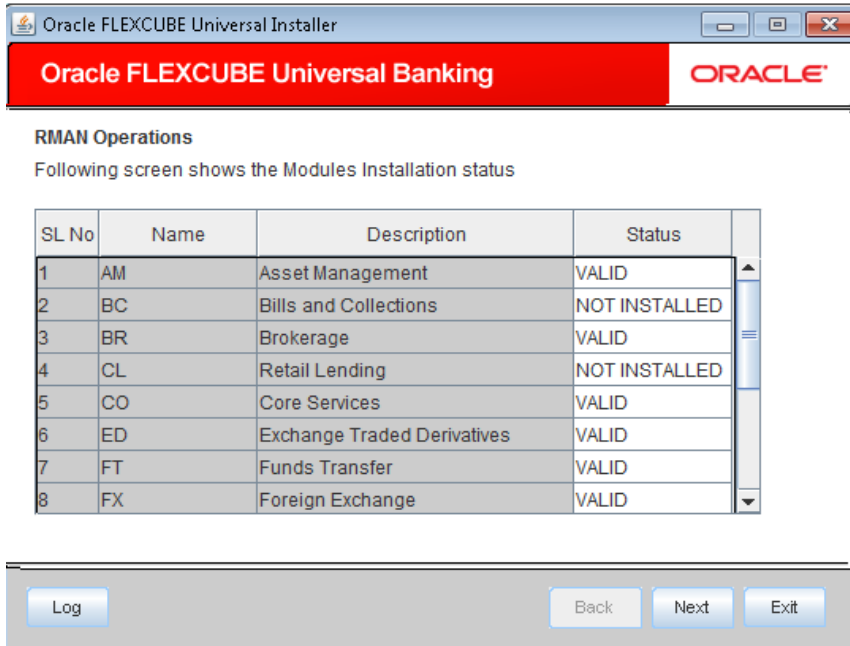 Oracle FLEXCUBE Universal Installer
Oracle FLEXCUBE Universal Banking
ORACLE
RMAN Operations
Following screen shows the Modules Installation status
SL No Name Description Status
1 AM Asset Management VALID
2 BC Bills and Collections NOT INSTALLED
3 BR Brokerage VALID
4 CL Retail Lending NOT INSTALLED
5 CO Core Services VALID
6 ED Exchange Traded Derivatives VALID
7 FT Funds Transfer VALID
8 FX Foreign Exchange VALID
Log Back Next Exit